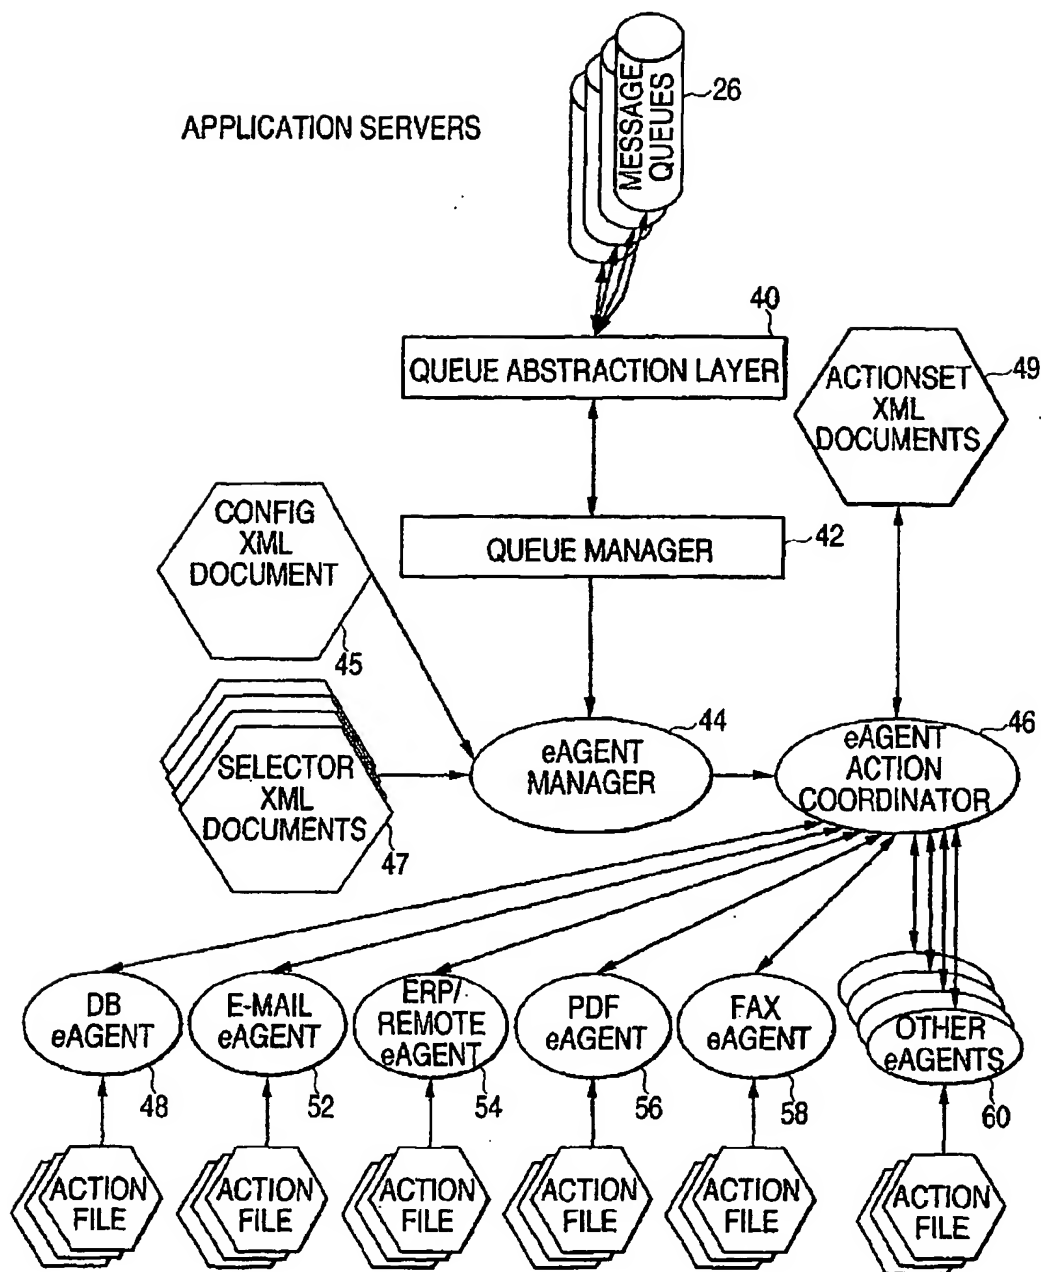 APPLICATION SERVERS
MESSAGE
QUEUES
26
40
QUEUE ABSTRACTION LAYER
ACTIONSET
XML
DOCUMENTS
49
CONFIG
XML
DOCUMENT
45
QUEUE MANAGER
42
SELECTOR
XML
DOCUMENTS
47
eAGENT
MANAGER
44
eAGENT
ACTION
COORDINATOR
46
DB
eAGENT
48
E-MAIL
eAGENT
52
ERP/
REMOTE
eAGENT
54
PDF
eAGENT
56
FAX
eAGENT
58
OTHER
eAGENTS
60
ACTION
FILE
ACTION
FILE
ACTION
FILE
ACTION
FILE
ACTION
FILE
ACTION
FILE